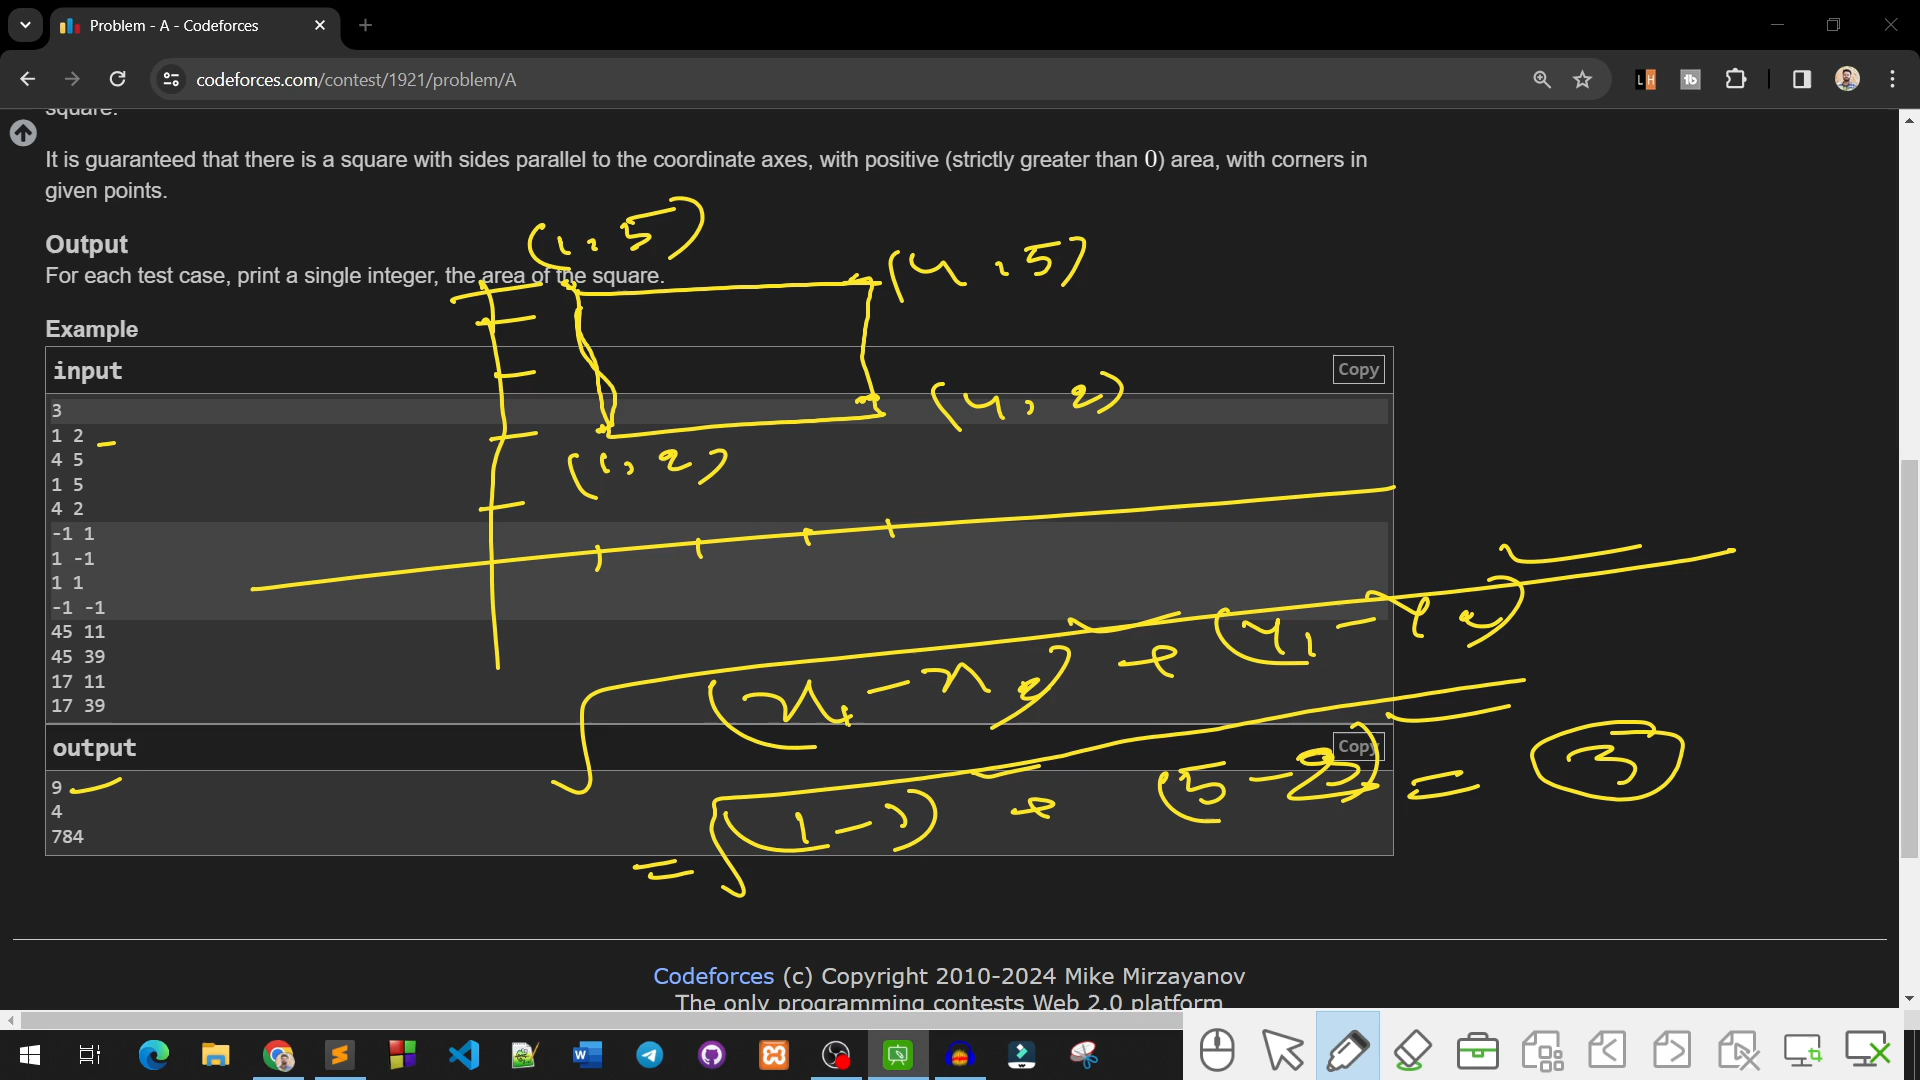 Problem - A - Codeforces
codeforces.com/contest/1921/problem/A
square.
It is guaranteed that there is a square with sides parallel to the coordinate axes, with positive (strictly greater than 0) area, with corners in
given points.
(1, 5)
(4, 5)
Output
For each test case, print a single integer, the area of the square.
Example
input
Copy
3
1 2
4 5
1 5
4 2
-1 1
1 -1
1 1
-1 -1
45 11
45 39
17 11
17 39
(4, 2)
(1, 2)
output
Copy
9
4
784
= 3
Codeforces (c) Copyright 2010-2024 Mike Mirzayanov
The only programming contests Web 2.0 platform